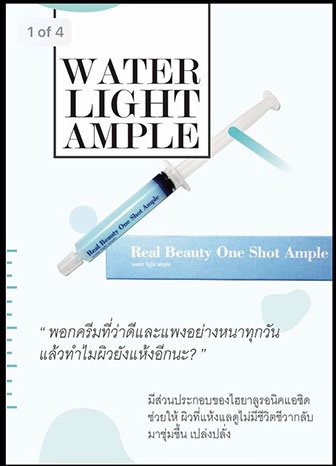 1 of 4
WATER
LIGHT
AMPLE
Real Beauty One Shot Ample
Real Beauty One Shot Ample
water light ample
“ พอกครีมที่ว่าดีและแพงอย่างหนาทุกวัน
แล้วทำไมผิวยังแห้งอีกนะ? ”
มีส่วนประกอบของไฮยาลูรอนิคแอซิด
ช่วยให้ ผิวที่แห้งแลดูไม่มีชีวิตชีวากลับ
มาชุ่มชื้น เปล่งปลั่ง